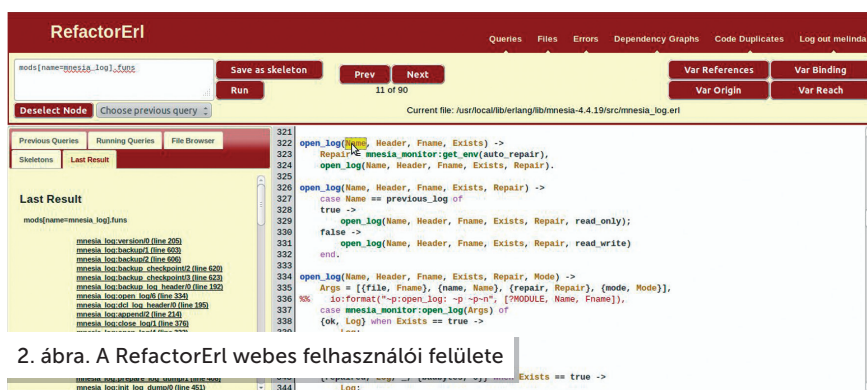 RefactorErl
Queries Files Errors Dependency Graphs Code Duplicates Log out melinda
mods[name=mnesia_log].funs
Save as skeleton
Run
Prev Next
11 of 90
Var References Var Binding
Var Origin Var Reach
Deselect Node Choose previous query
Current file: /usr/local/lib/erlang/lib/mnesia-4.4.19/src/mnesia_log.erl
Previous Queries Running Queries File Browser
Skeletons Last Result
Last Result
mods[name=mnesia_log].funs
mnesia_log:version/0 (line 205)
mnesia_log:backup/1 (line 603)
mnesia_log:backup/2 (line 606)
mnesia_log:backup_checkpoint/2 (line 620)
mnesia_log:backup_checkpoint/3 (line 623)
mnesia_log:backup_log_header/0 (line 192)
mnesia_log:open_log/6 (line 334)
mnesia_log:dcl_log_header/0 (line 195)
mnesia_log:append/2 (line 214)
mnesia_log:close_log/1 (line 376)
mnesia_log:init_log_dump/0 (line 451)
321
322 open_log(Name, Header, Fname, Exists) ->
323 Repair = mnesia_monitor:get_env(auto_repair),
324 open_log(Name, Header, Fname, Exists, Repair).
325
326 open_log(Name, Header, Fname, Exists, Repair) ->
327 case Name == previous_log of
328 true ->
329 open_log(Name, Header, Fname, Exists, Repair, read_only);
330 false ->
331 open_log(Name, Header, Fname, Exists, Repair, read_write)
332 end.
333
334 open_log(Name, Header, Fname, Exists, Repair, Mode) ->
335 Args = [{file, Fname}, {name, Name}, {repair, Repair}, {mode, Mode}],
336 %% io:format("~p:open_log: ~p ~p~n", [?MODULE, Name, Fname]),
337 case mnesia_monitor:open_log(Args) of
338 {ok, Log} when Exists == true ->
Exists == true ->
344 Log;
2. ábra. A RefactorErl webes felhasználói felülete